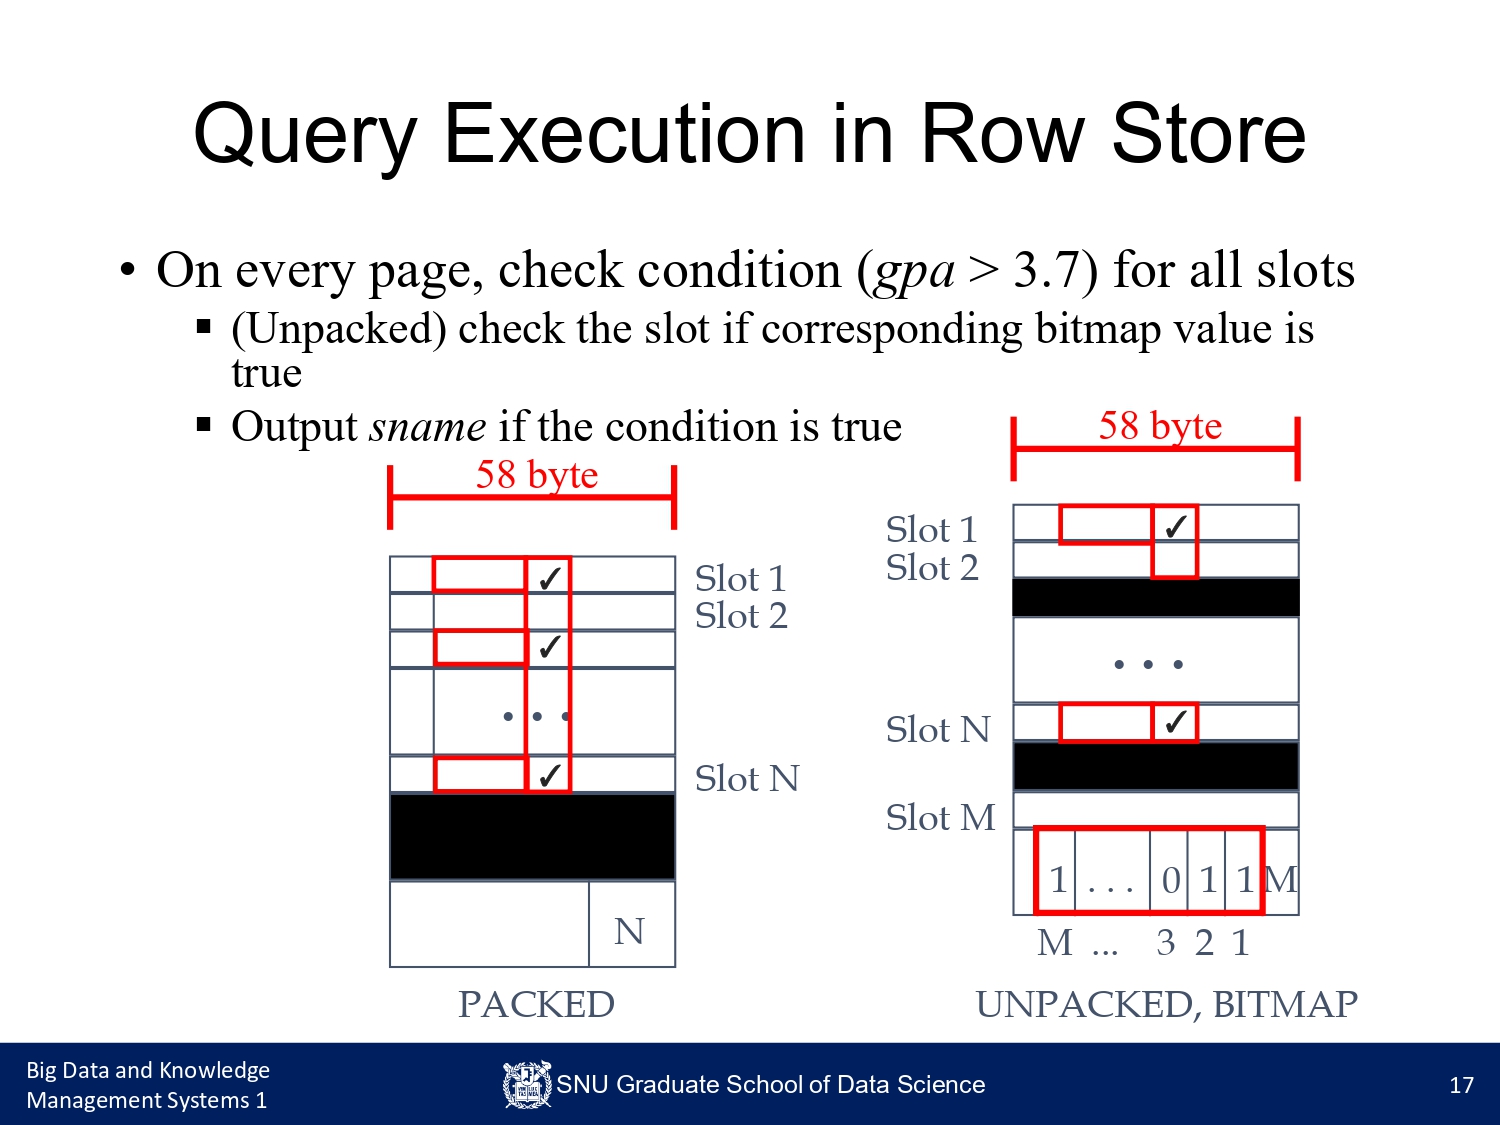 Query Execution in Row Store
• On every page, check condition (gpa > 3.7) for all slots
▪ (Unpacked) check the slot if corresponding bitmap value is
true
▪ Output sname if the condition is true
58 byte
✓
Slot 1
Slot 2
✓
• • •
✓
Slot N
N
PACKED
58 byte
Slot 1
✓
Slot 2
• • •
Slot N
✓
Slot M
1 . . . 0 1 1 M
M ... 3 2 1
UNPACKED, BITMAP
Big Data and Knowledge
Management Systems 1
SNU Graduate School of Data Science
17